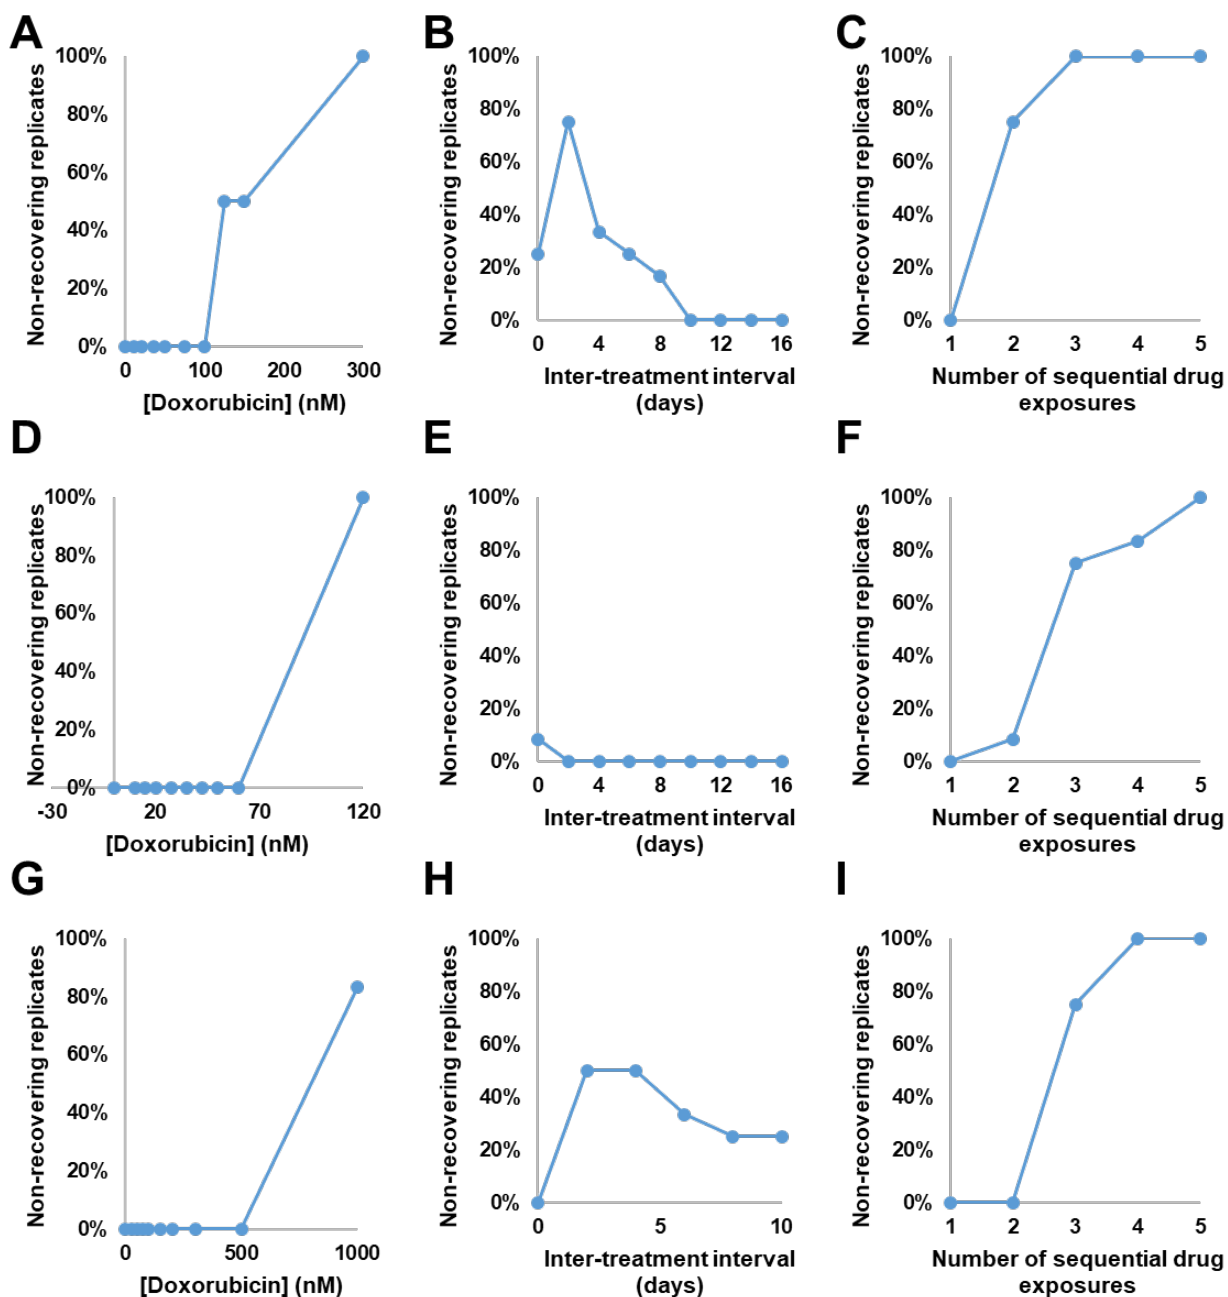 A
Non-recovering replicates
100%
80%
60%
40%
20%
0%
0 100 200 300
[Doxorubicin] (nM)
B
Non-recovering replicates
100%
80%
60%
40%
20%
0%
0 4 8 12 16
Inter-treatment interval
(days)
C
Non-recovering replicates
100%
80%
60%
40%
20%
0%
1 2 3 4 5
Number of sequential drug
exposures
D
Non-recovering replicates
100%
80%
60%
40%
20%
0%
-30 20 70 120
[Doxorubicin] (nM)
E
Non-recovering replicates
100%
80%
60%
40%
20%
0%
0 4 8 12 16
Inter-treatment interval
(days)
F
Non-recovering replicates
100%
80%
60%
40%
20%
0%
1 2 3 4 5
Number of sequential drug
exposures
G
Non-recovering replicates
100%
80%
60%
40%
20%
0%
0 500 1000
[Doxorubicin] (nM)
H
Non-recovering replicates
100%
80%
60%
40%
20%
0%
0 5 10
Inter-treatment interval
(days)
I
Non-recovering replicates
100%
80%
60%
40%
20%
0%
1 2 3 4 5
Number of sequential drug
exposures